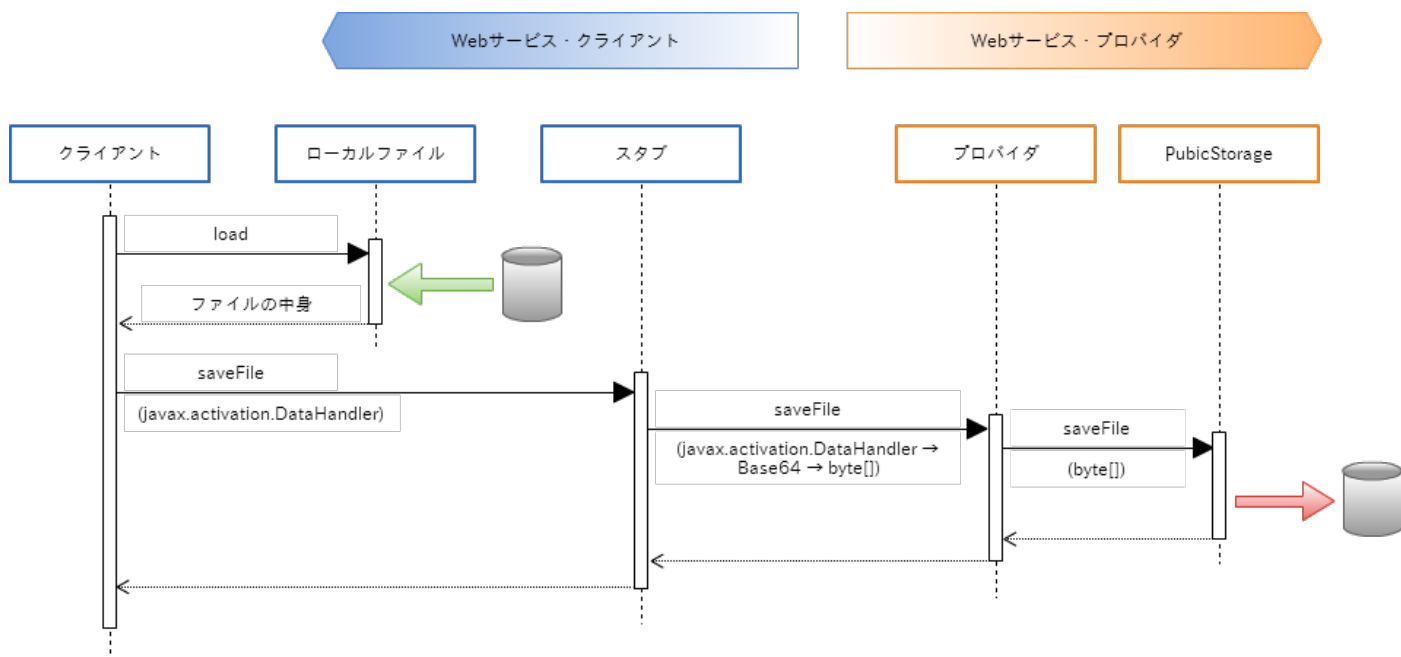 Webサービス・クライアント
Webサービス・プロバイダ
クライアント
ローカルファイル
スタブ
プロバイダ
PubicStorage
load
ファイルの中身
saveFile
(javax.activation.DataHandler)
saveFile
(javax.activation.DataHandler →
Base64 → byte[])
saveFile
(byte[])